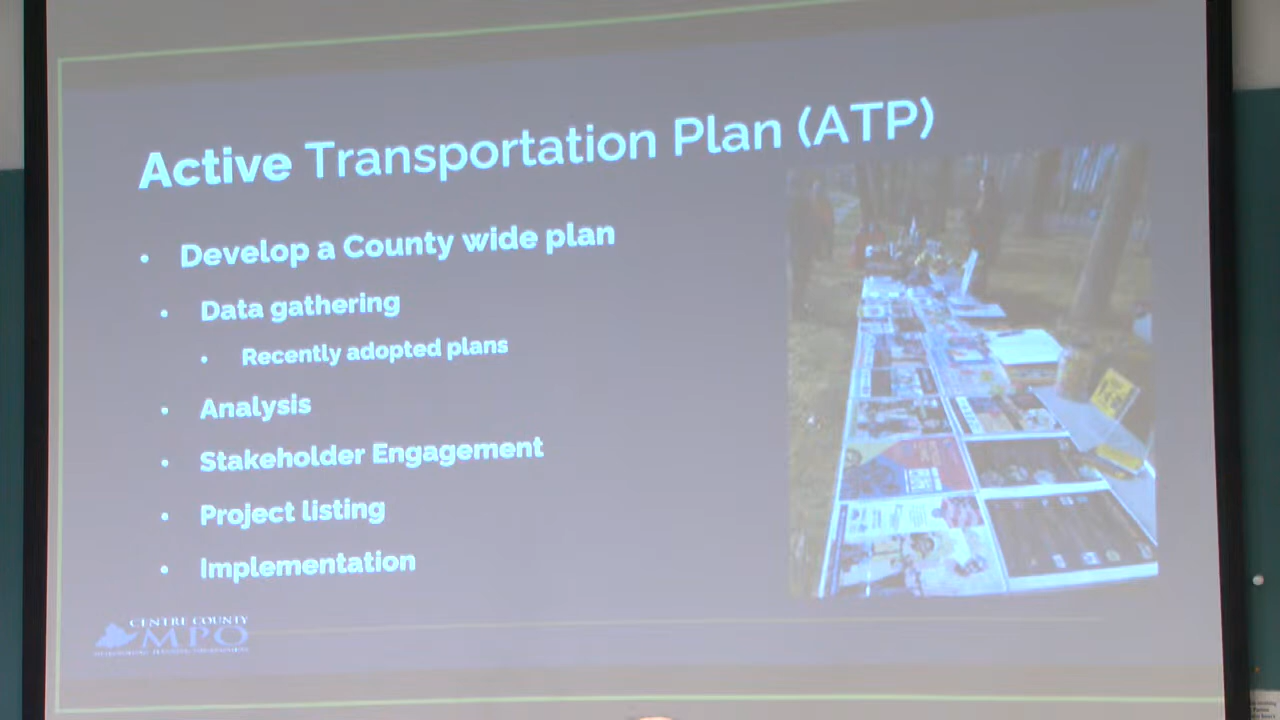 Active Transportation Plan (ATP)
• Develop a County wide plan
• Data gathering
• Recently adopted plans
• Analysis
• Stakeholder Engagement
• Project listing
• Implementation
CENTRE COUNTY
MPO